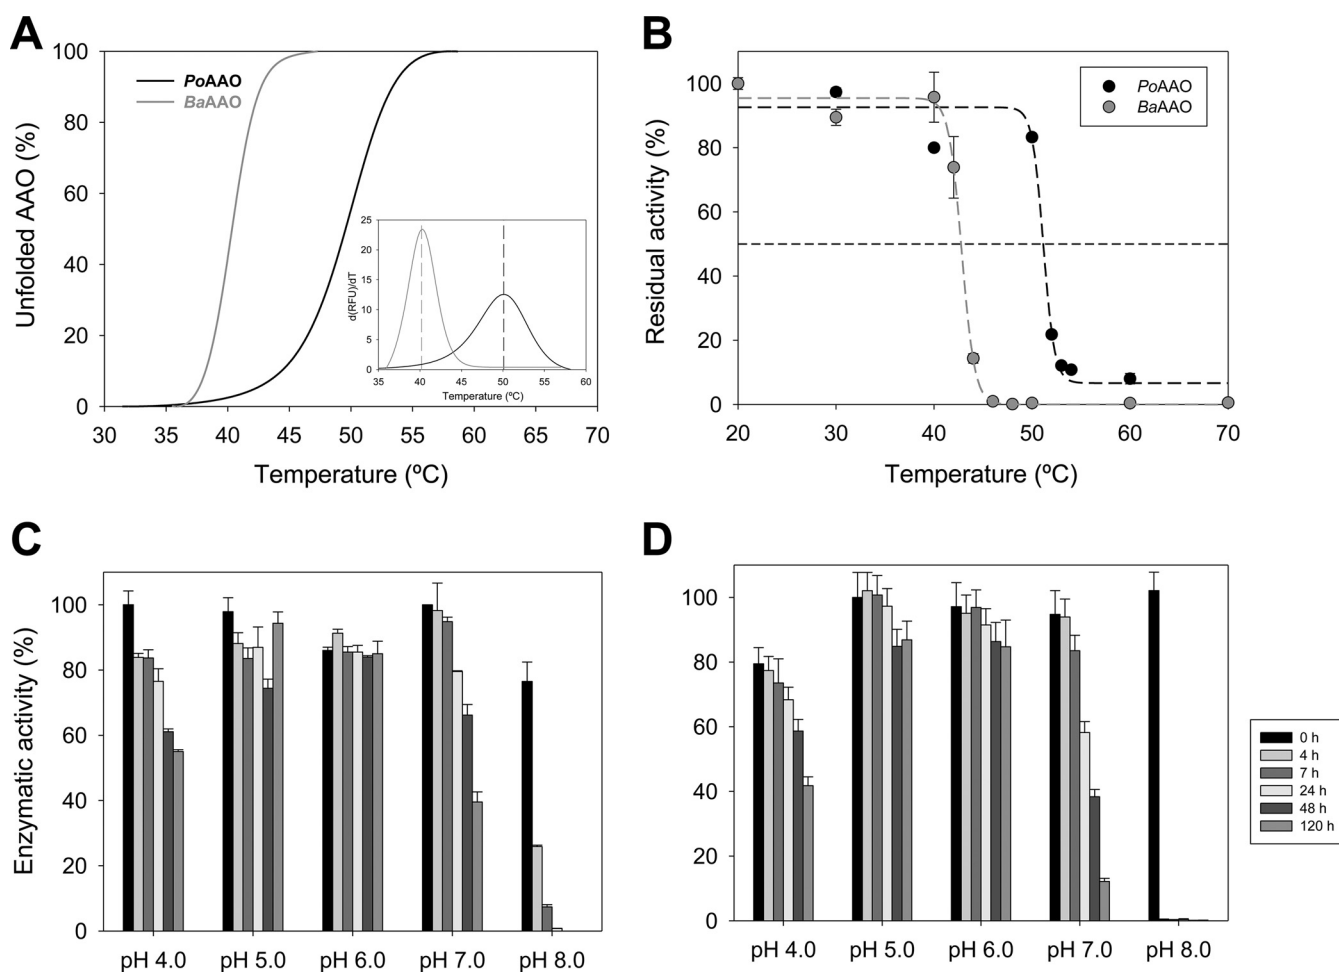 A
100
80
60
40
20
0
Unfolded AAO (%)
PoAAO
BaAAO
25
20
15
10
5
0
d(RFU)/dT
35 40 45 50 55 60
Temperature (ºC)
30 35 40 45 50 55 60 65 70
Temperature (ºC)
B
100
80
60
40
20
0
Residual activity (%)
PoAAO
BaAAO
20 30 40 50 60 70
Temperature (ºC)
C
100
80
60
40
20
0
Enzymatic activity (%)
pH 4.0 pH 5.0 pH 6.0 pH 7.0 pH 8.0
D
100
80
60
40
20
0
pH 4.0 pH 5.0 pH 6.0 pH 7.0 pH 8.0
0 h
4 h
7 h
24 h
48 h
120 h